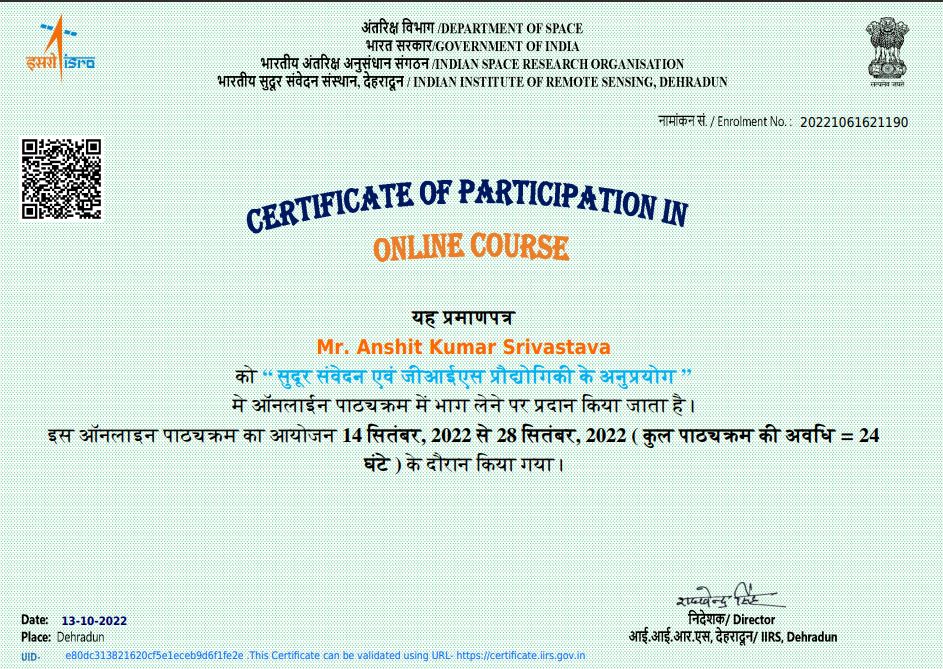 अंतरिक्ष विभाग /DEPARTMENT OF SPACE
भारत सरकार/GOVERNMENT OF INDIA
भारतीय अंतरिक्ष अनुसंधान संगठन /INDIAN SPACE RESEARCH ORGANISATION
भारतीय सुदूर संवेदन संस्थान, देहरादून / INDIAN INSTITUTE OF REMOTE SENSING, DEHRADUN
इसरो isro
सत्यमेव जयते
नामांकन सं. / Enrolment No. : 20221061621190
CERTIFICATE OF PARTICIPATION IN
ONLINE COURSE
यह प्रमाणपत्र
Mr. Anshit Kumar Srivastava
को “ सुदूर संवेदन एवं जीआईएस प्रौद्योगिकी के अनुप्रयोग ”
मे ऑनलाईन पाठ्यक्रम में भाग लेने पर प्रदान किया जाता है।
इस ऑनलाइन पाठ्यक्रम का आयोजन 14 सितंबर, 2022 से 28 सितंबर, 2022 ( कुल पाठ्यक्रम की अवधि = 24
घंटे ) के दौरान किया गया।
निदेशक/ Director
आई.आई.आर.एस, देहरादून/ IIRS, Dehradun
Date: 13-10-2022
Place: Dehradun
UID- e80dc313821620cf5e1eceb9d6f1fe2e .This Certificate can be validated using URL- https://certificate.iirs.gov.in